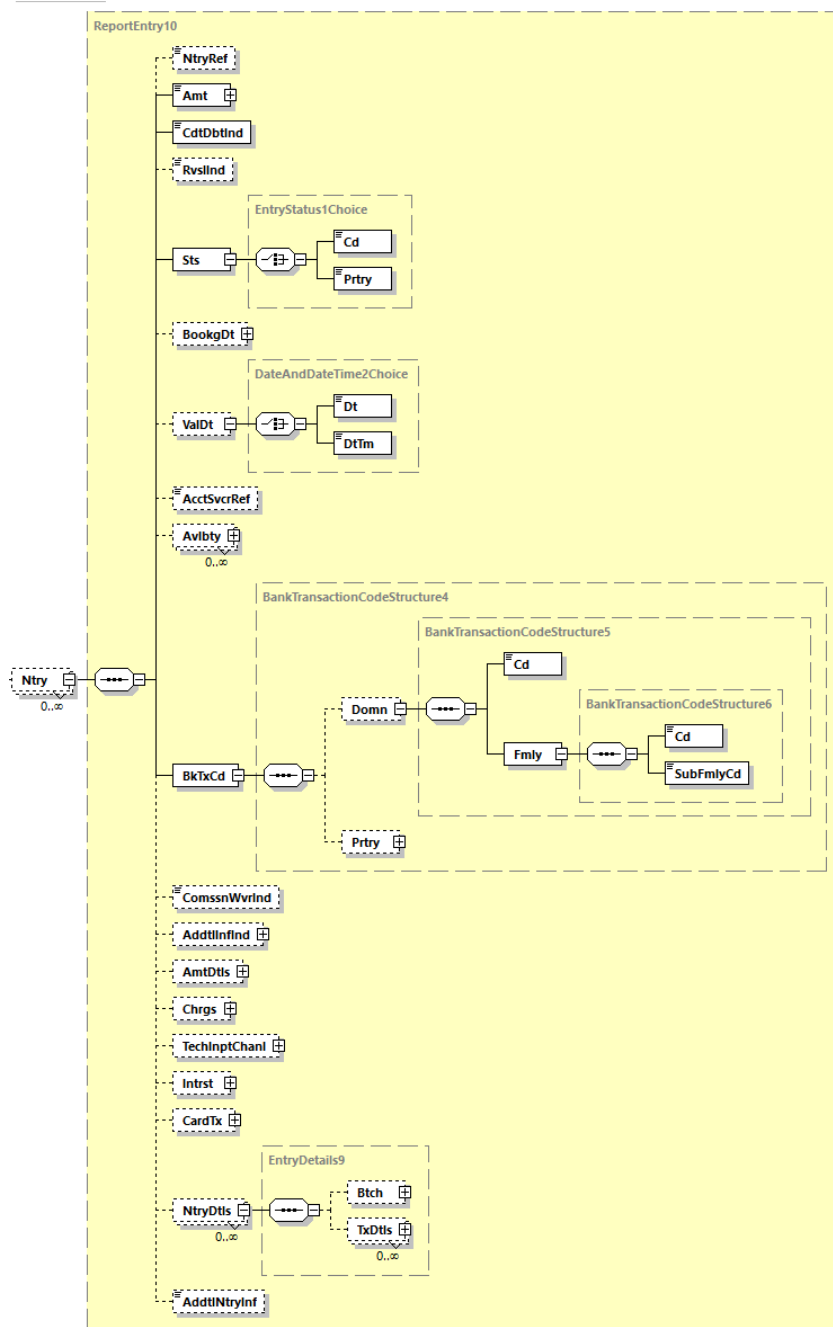 ReportEntry10
NtryRef
Amt
CdtDbtInd
RvslInd
EntryStatus1Choice
Cd
Sts
Prtry
BookgDt
DateAndDateTime2Choice
Dt
ValDt
DtTm
AcctSvcrRef
Avlbty
0..∞
BankTransactionCodeStructure4
BankTransactionCodeStructure5
Cd
Ntry
0..∞
BankTransactionCodeStructure6
Domn
Cd
Fmly
SubFmlyCd
BkTxCd
Prtry
ComssnWvrInd
AddtlInfInd
AmtDtls
Chrgs
TechInptChanl
Intrst
CardTx
EntryDetails9
Btch
NtryDtls
0..∞
TxDtls
0..∞
AddtlNtryInf